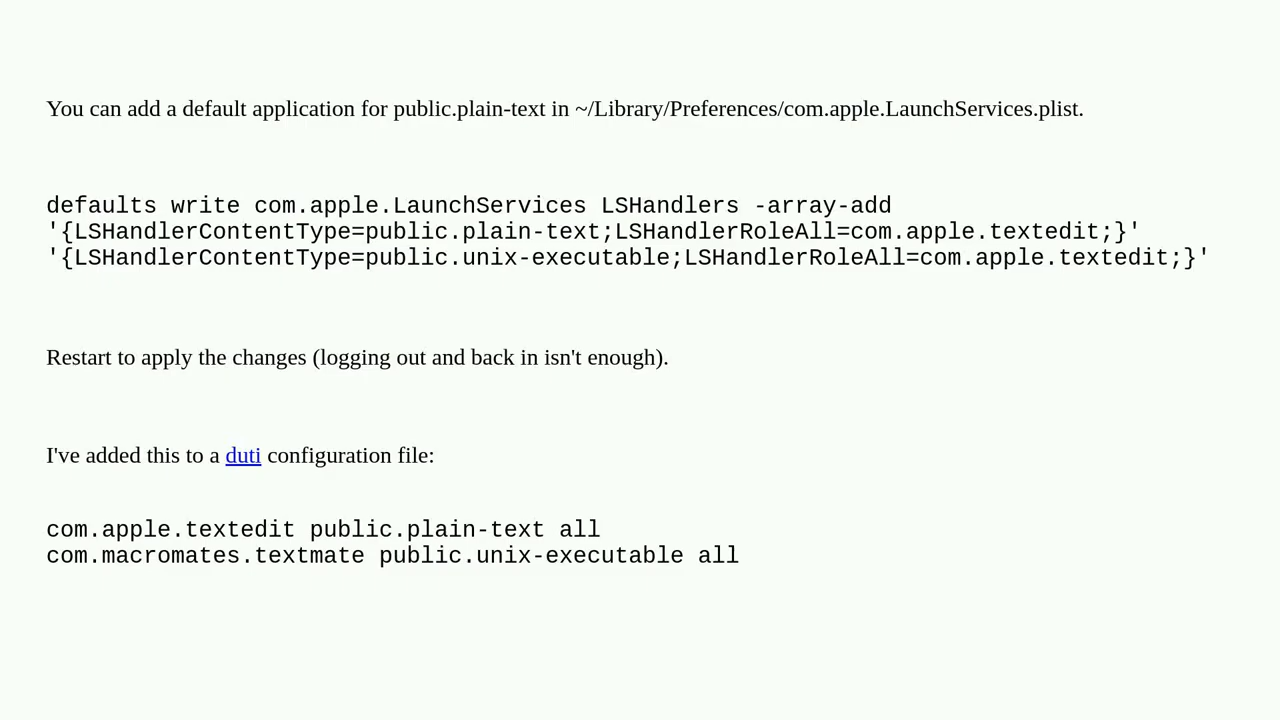 You can add a default application for public.plain-text in ~/Library/Preferences/com.apple.LaunchServices.plist.
defaults write com.apple.LaunchServices LSHandlers -array-add
'{LSHandlerContentType=public.plain-text;LSHandlerRoleAll=com.apple.textedit;}'
'{LSHandlerContentType=public.unix-executable;LSHandlerRoleAll=com.apple.textedit;}'
Restart to apply the changes (logging out and back in isn't enough).
I've added this to a duti configuration file:
com.apple.textedit public.plain-text all
com.macromates.textmate public.unix-executable all